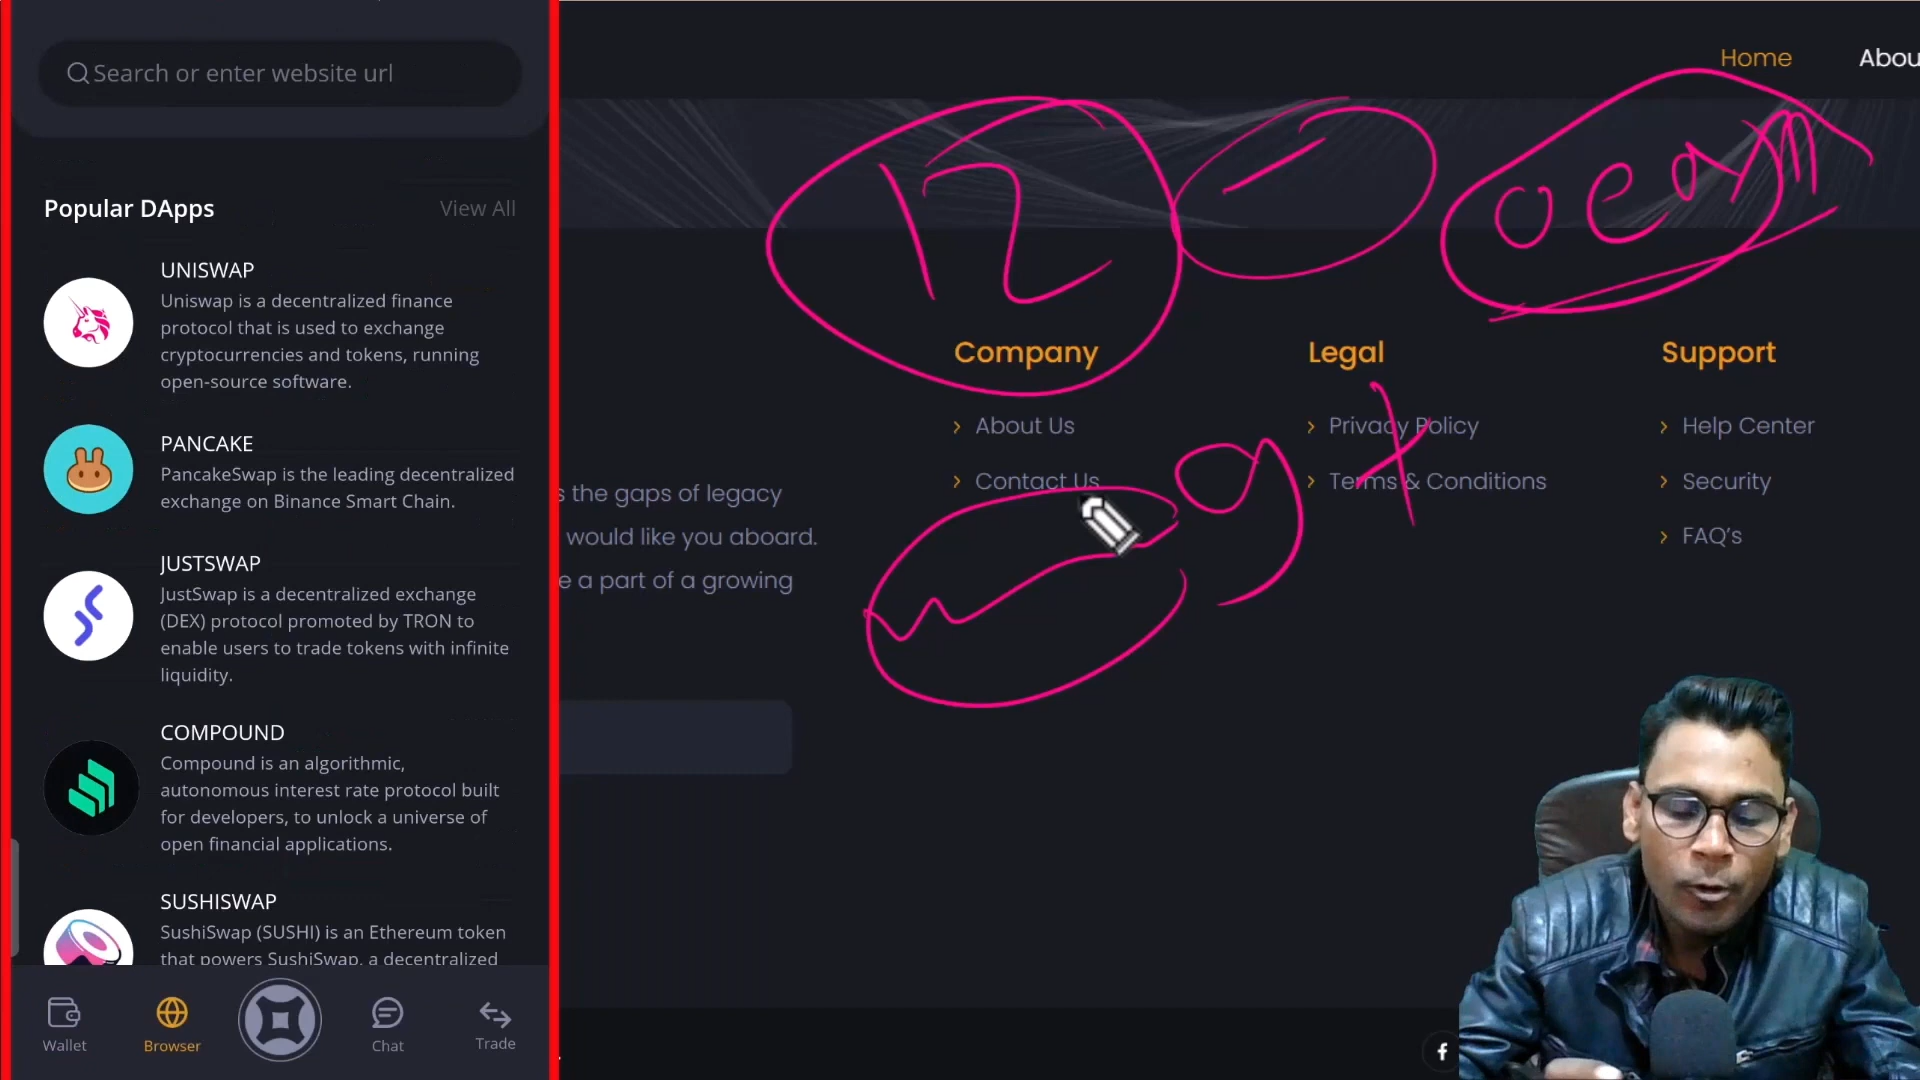 Search or enter website url
Popular DApps
View All
UNISWAP
Uniswap is a decentralized finance
protocol that is used to exchange
cryptocurrencies and tokens, running
open-source software.
PANCAKE
PancakeSwap is the leading decentralized
exchange on Binance Smart Chain.
JUSTSWAP
JustSwap is a decentralized exchange
(DEX) protocol promoted by TRON to
enable users to trade tokens with infinite
liquidity.
COMPOUND
Compound is an algorithmic,
autonomous interest rate protocol built
for developers, to unlock a universe of
open financial applications.
SUSHISWAP
SushiSwap (SUSHI) is an Ethereum token
that powers SushiSwap, a decentralized
Wallet
Browser
Chat
Trade
Home
Abou
12
Company
Legal
Support
About Us
Privacy Policy
Help Center
Contact Us
Terms & Conditions
Security
FAQ's
s the gaps of legacy
would like you aboard.
e a part of a growing